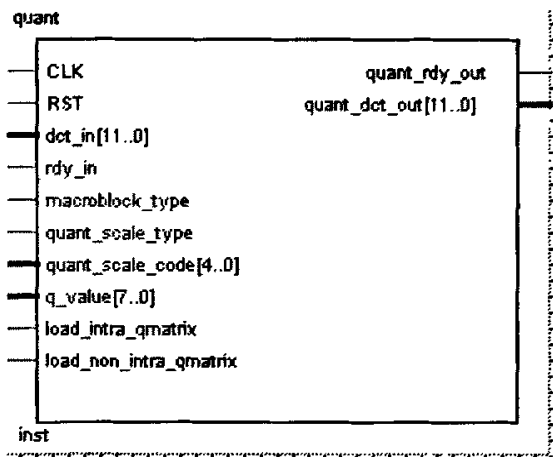 quant
CLK
quant_rdy_out
RST
quant_dct_out[11..0]
dct_in[11..0]
rdy_in
macroblock_type
quant_scale_type
quant_scale_code[4..0]
q_value[7..0]
load_intra_qmatrix
load_non_intra_qmatrix
inst